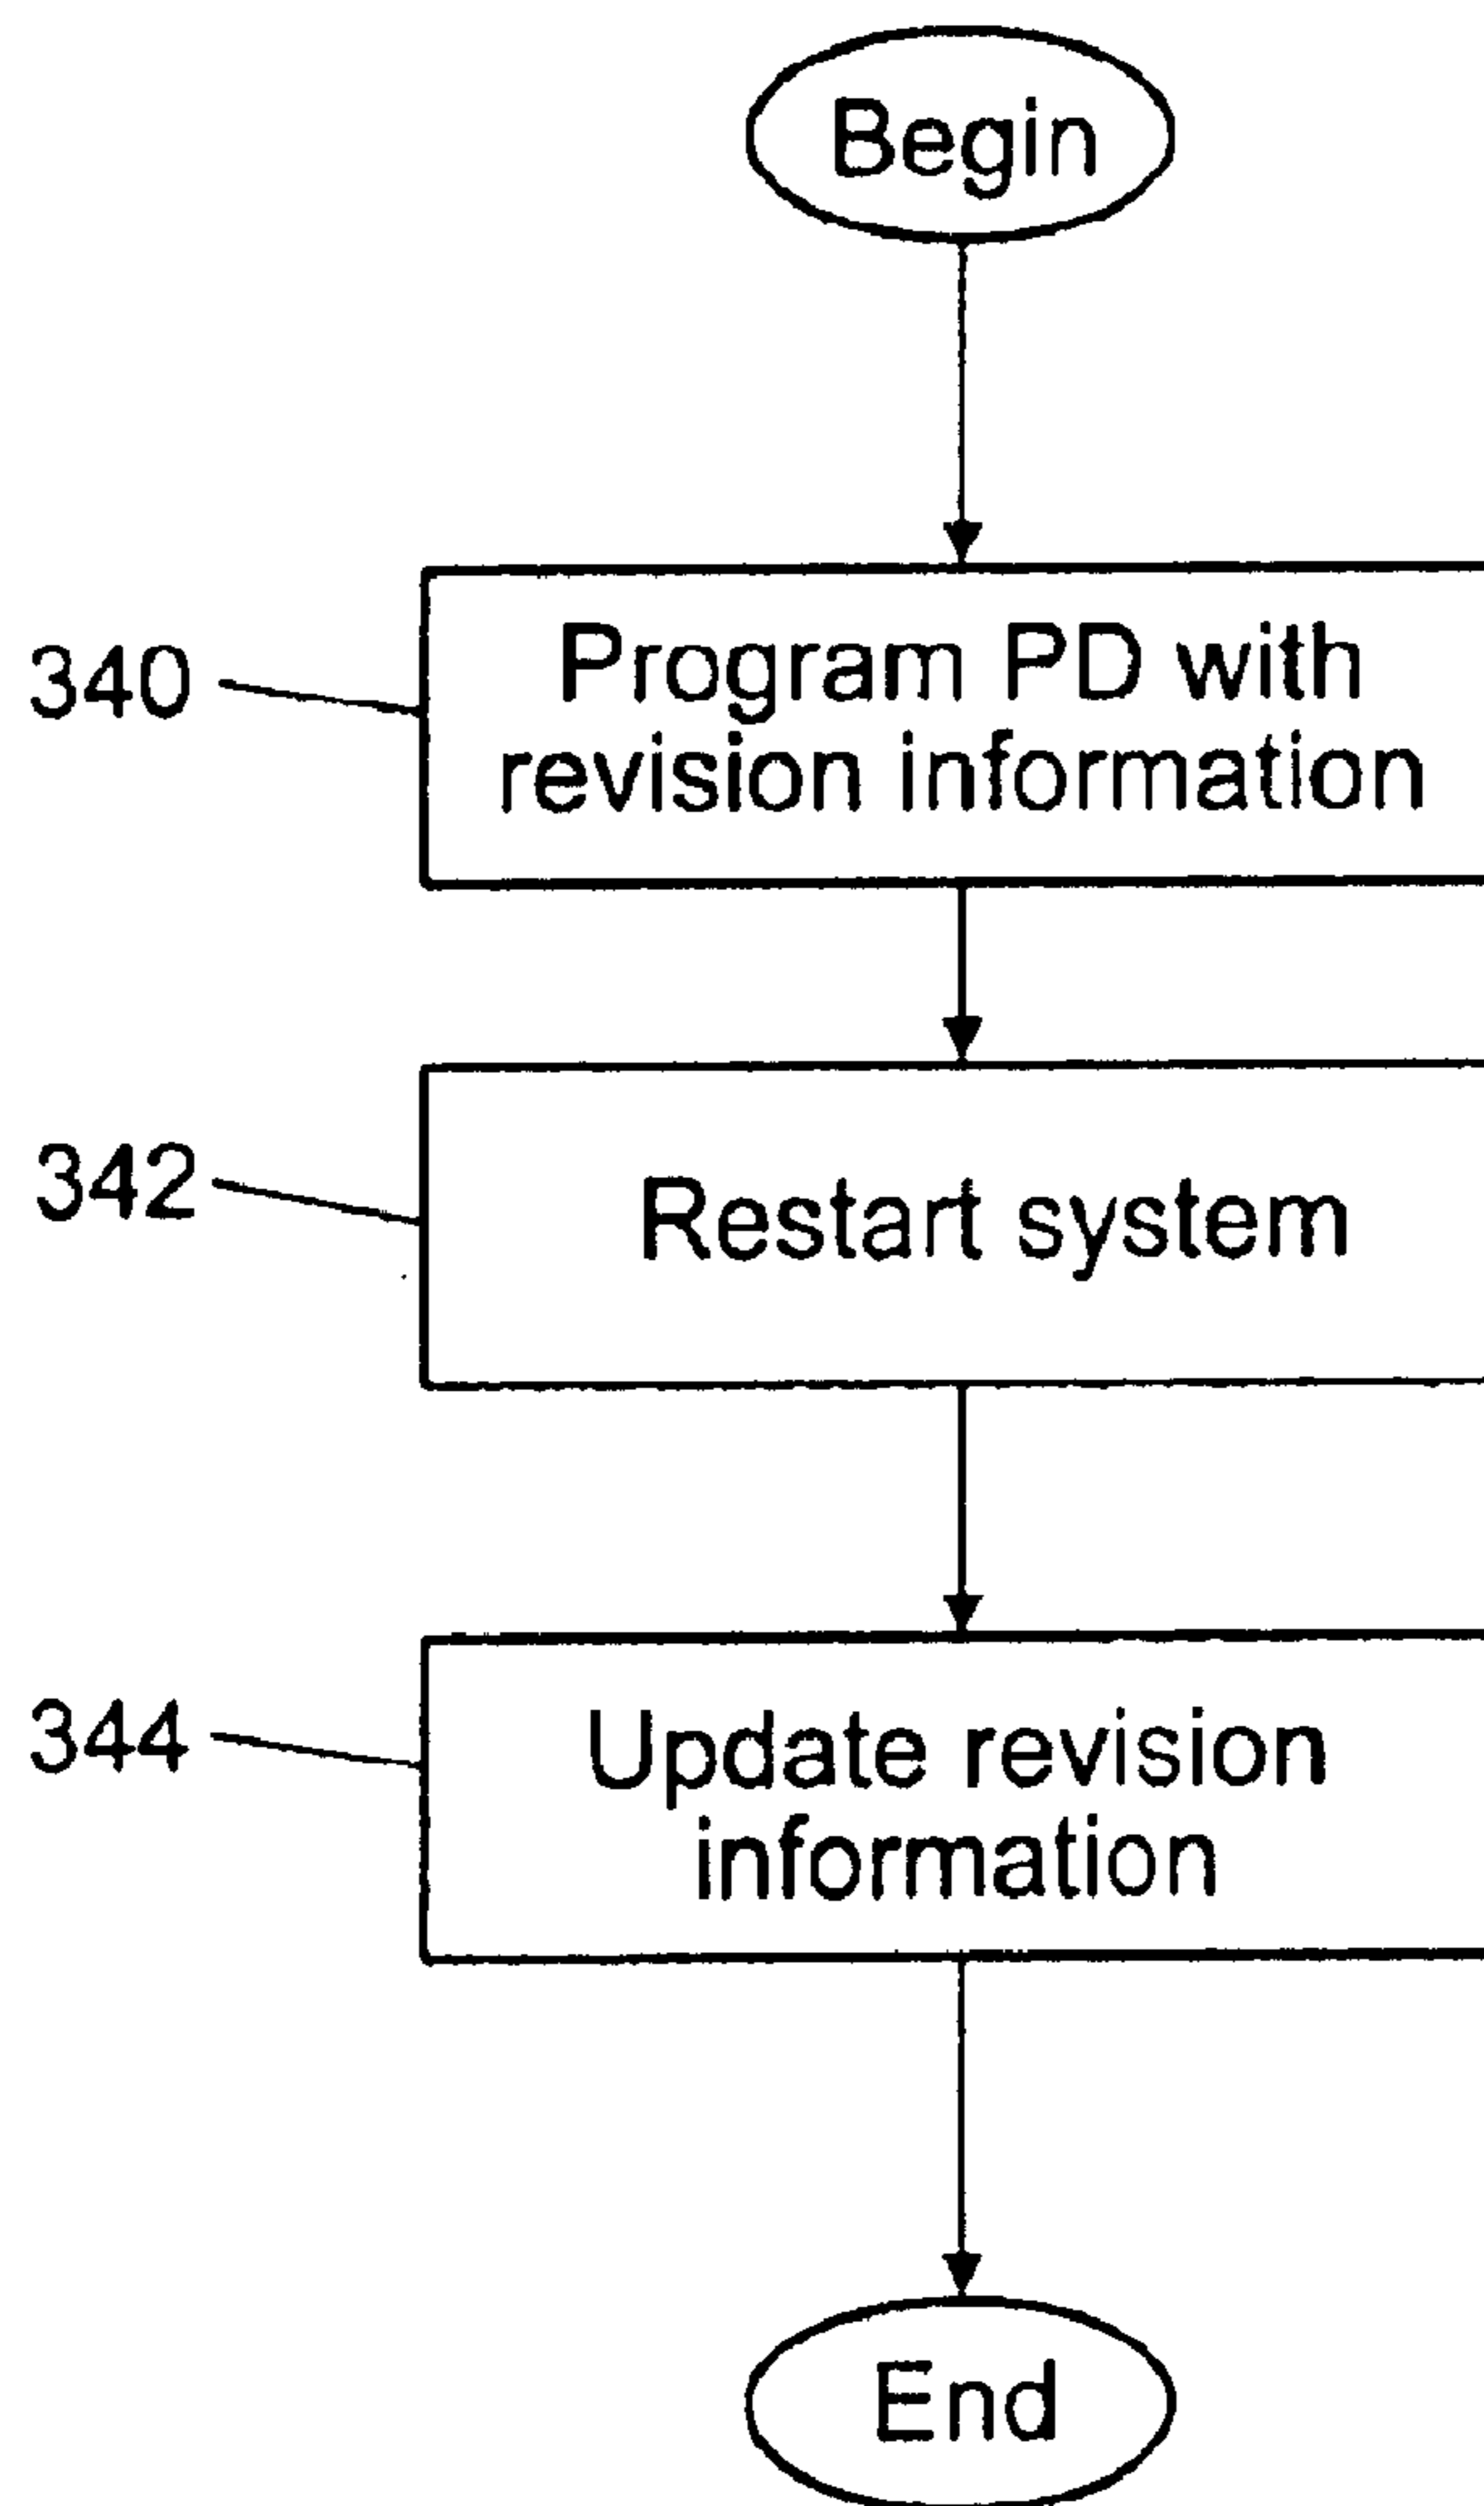 Begin
340
Program PD with
revision information
342
Restart system
344
Update revision
information
End